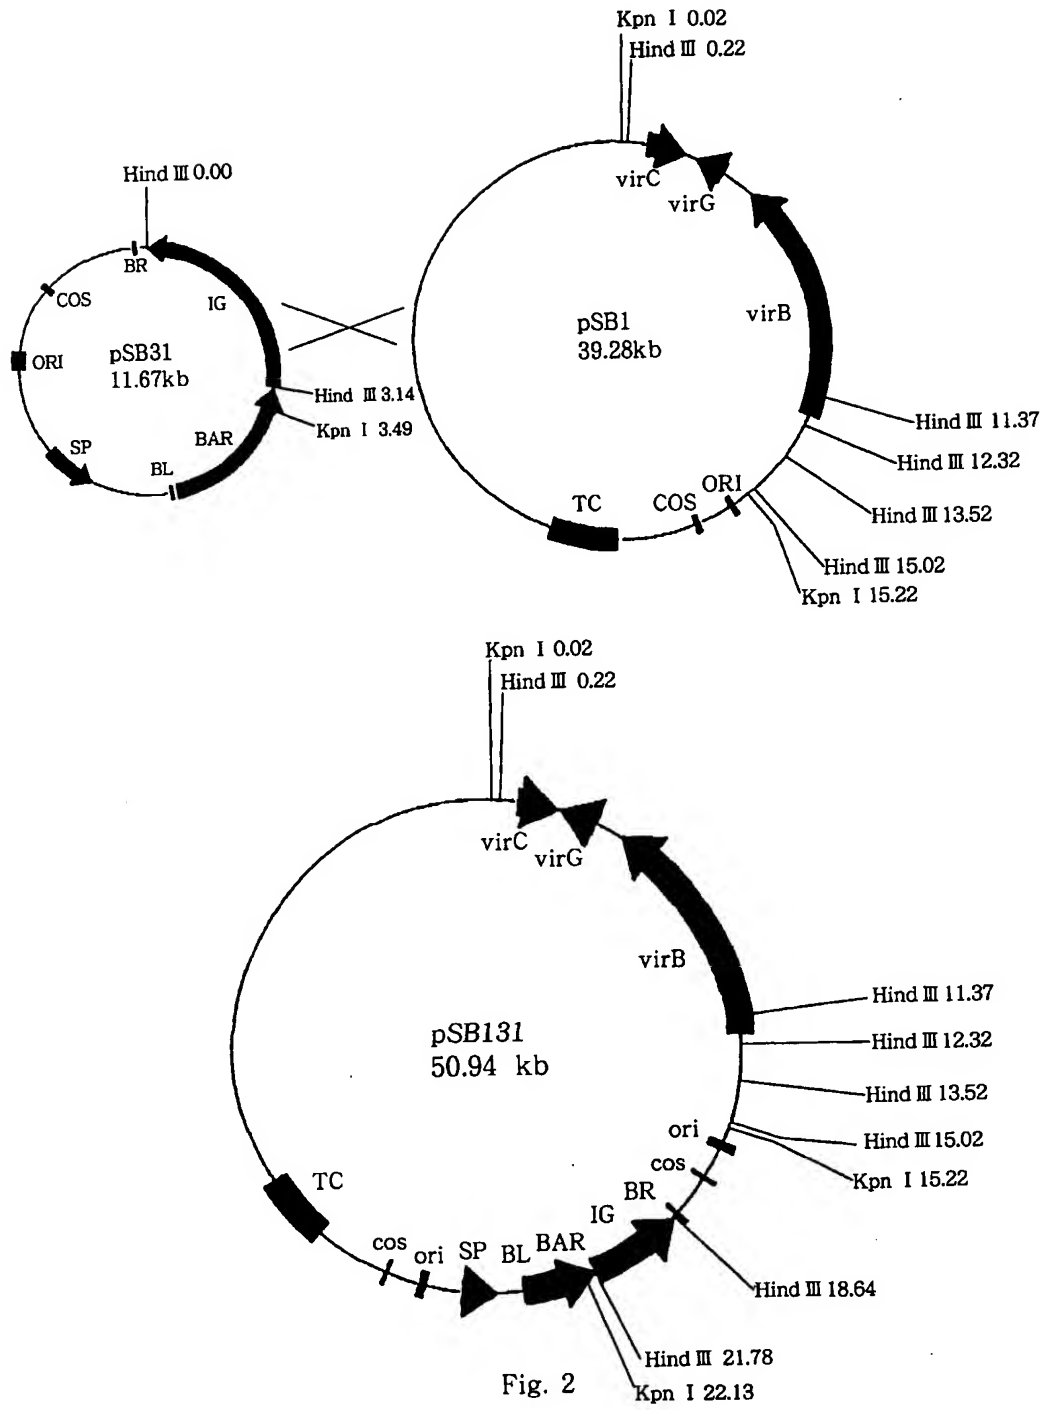 Kpn I 0.02
Hind Ⅲ 0.22
virC
virG
virB
pSB1
39.28kb
Hind Ⅲ 11.37
Hind Ⅲ 12.32
Hind Ⅲ 13.52
Hind Ⅲ 15.02
Kpn I 15.22
ORI
COS
TC
Hind Ⅲ 0.00
BR
COS
IG
pSB31
11.67kb
ORI
Hind Ⅲ 3.14
Kpn I 3.49
BAR
SP
BL
Kpn I 0.02
Hind Ⅲ 0.22
virC
virG
virB
pSB131
50.94 kb
Hind Ⅲ 11.37
Hind Ⅲ 12.32
Hind Ⅲ 13.52
Hind Ⅲ 15.02
Kpn I 15.22
ori
cos
BR
IG
BAR
BL
SP
ori
cos
TC
Hind Ⅲ 18.64
Hind Ⅲ 21.78
Kpn I 22.13
Fig. 2